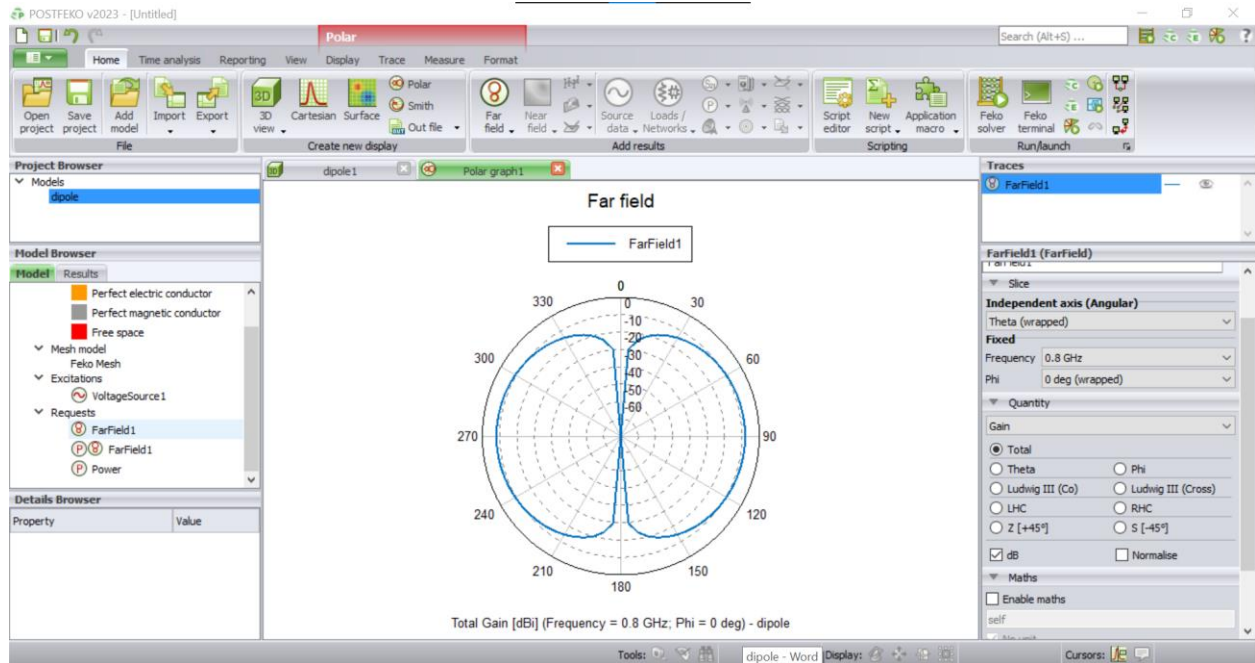 POSTFEKO v2023 - [Untitled]
Polar
Search (Alt+S) ...
Home Time analysis Reporting View Display Trace Measure Format
Open project
Save project
Add model
Import
Export
File
3D view
Cartesian
Surface
Polar
Smith
Out file
Create new display
Far field
Near field
Source data
Loads / Networks
Add results
Script editor
New script
Application macro
Scripting
Feko solver
Feko terminal
Run/launch
Project Browser
Models
dipole
Model Browser
Model Results
Perfect electric conductor
Perfect magnetic conductor
Free space
Mesh model
Feko Mesh
Excitations
VoltageSource1
Requests
FarField1
FarField1
Power
Details Browser
Property Value
dipole1
Polar graph1
Far field
FarField1
0
30
60
90
120
150
180
210
240
270
300
330
0
-10
-20
-30
-40
-50
-60
Total Gain [dBi] (Frequency = 0.8 GHz; Phi = 0 deg) - dipole
Traces
FarField1
FarField1 (FarField)
Slice
Independent axis (Angular)
Theta (wrapped)
Fixed
Frequency 0.8 GHz
Phi 0 deg (wrapped)
Quantity
Gain
Total
Theta Phi
Ludwig III (Co) Ludwig III (Cross)
LHC RHC
Z [+45°] S [-45°]
dB Normalise
Maths
Enable maths
self
Tools:
dipole - Word
Display:
Cursors: